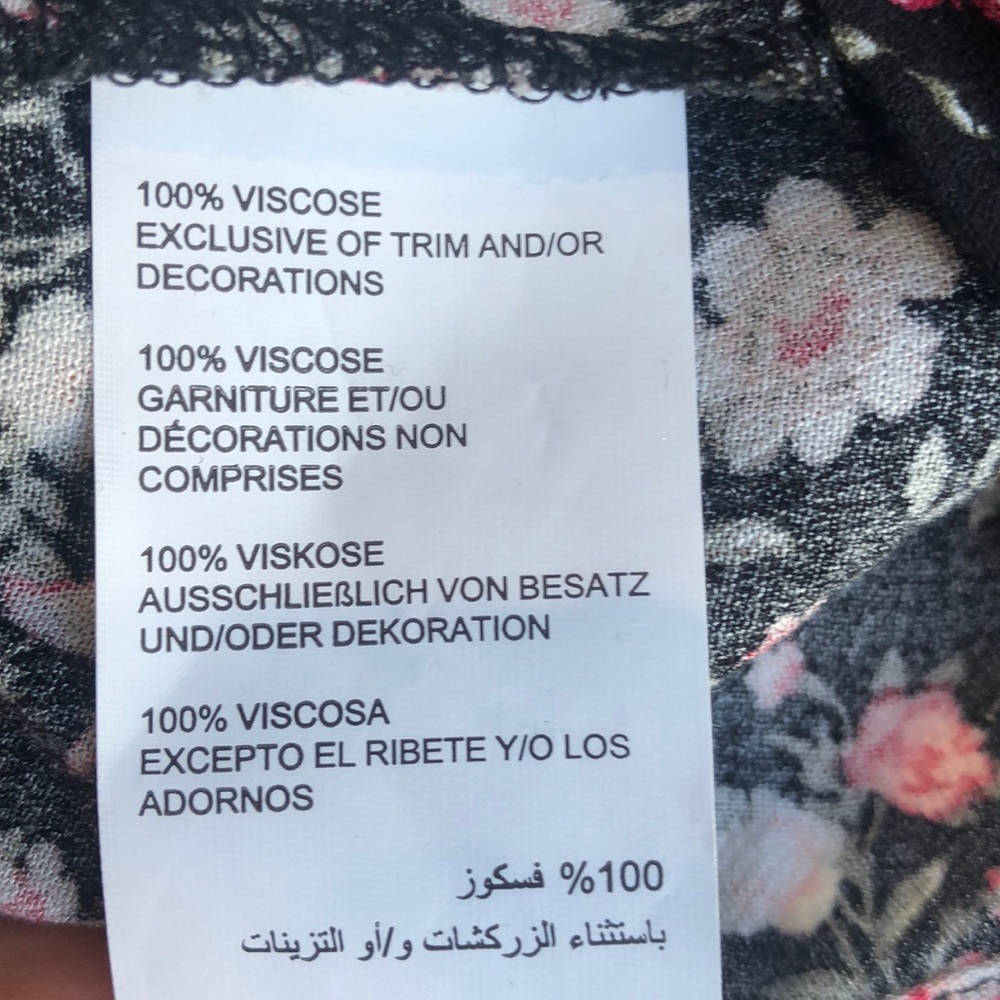 100% VISCOSE
EXCLUSIVE OF TRIM AND/OR
DECORATIONS
100% VISCOSE
GARNITURE ET/OU
DÉCORATIONS NON
COMPRISES
100% VISKOSE
AUSSCHLIEßLICH VON BESATZ
UND/ODER DEKORATION
100% VISCOSA
EXCEPTO EL RIBETE Y/O LOS
ADORNOS
100% فسكوز
باستثناء الزركشات و/أو التزينات